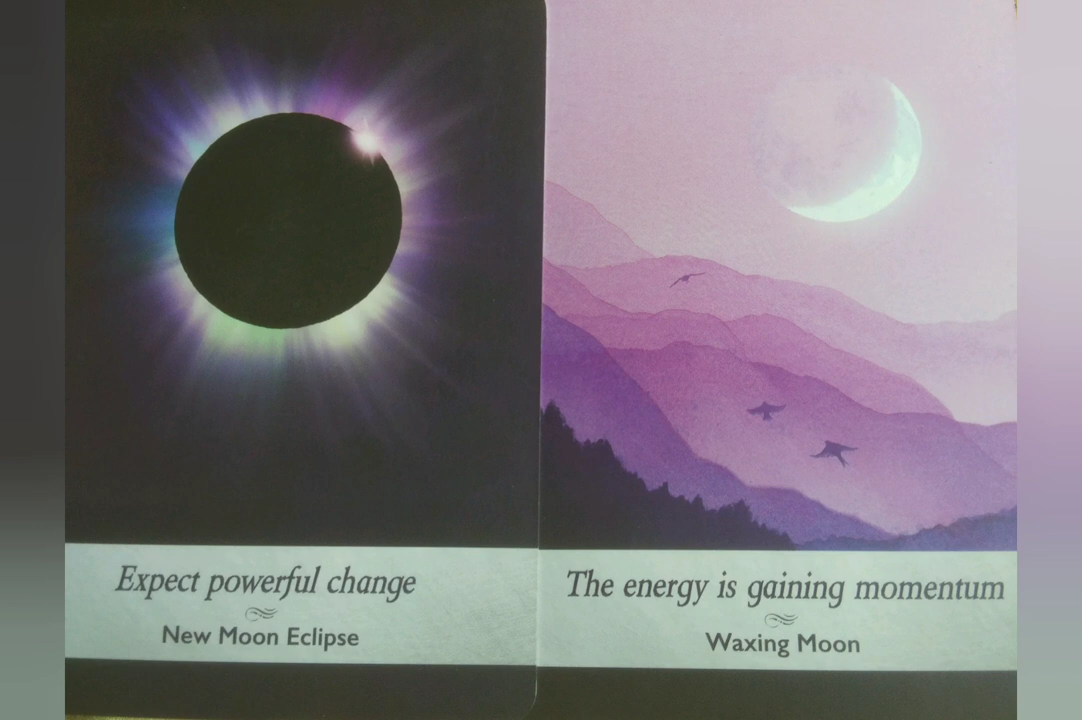 Expect powerful change
New Moon Eclipse
The energy is gaining momentum
Waxing Moon